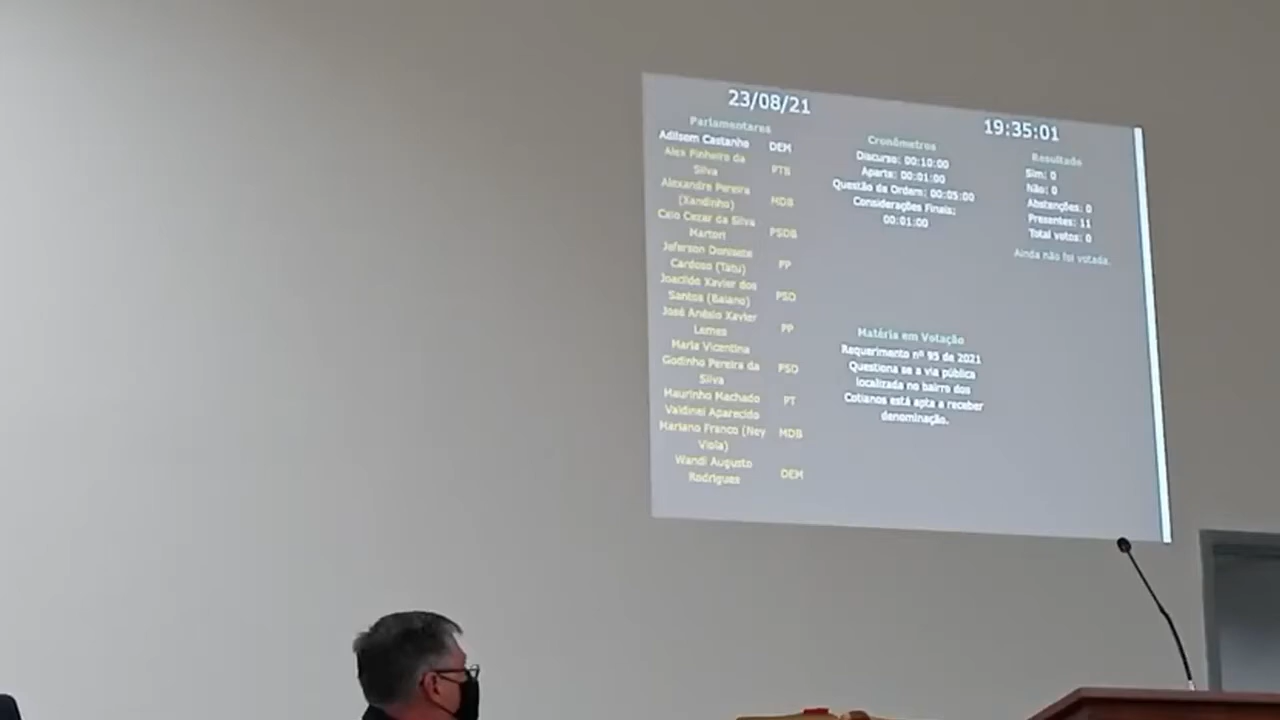 23/08/21
19:35:01
Parlamentares
Adilsom Castanho DEM
Alex Pinheiro da
Silva PTB
Alexandre Pereira
(Xandinho) MDB
Caio Cezar da Silva
Martori PSDB
Jeferson Donisete
Cardoso (Tatu) PP
Joacildo Xavier dos
Santos (Baiano) PSD
José Anésio Xavier
Lemes PP
Maria Vicentina
Godinho Pereira da
Silva PSD
Maurinho Machado PT
Valdinei Aparecido
Mariano Franco (Ney
Viola) MDB
Wandi Augusto
Rodrigues DEM
Cronômetros
Discurso: 00:10:00
Aparte: 00:01:00
Questão de Ordem: 00:05:00
Considerações Finais:
00:01:00
Matéria em Votação
Requerimento nº 95 de 2021
Questiona se a via pública
localizada no bairro dos
Cotianos está apta a receber
denominação.
Resultado
Sim: 0
Não: 0
Abstenções: 0
Presentes: 11
Total votos: 0
Ainda não foi votada.